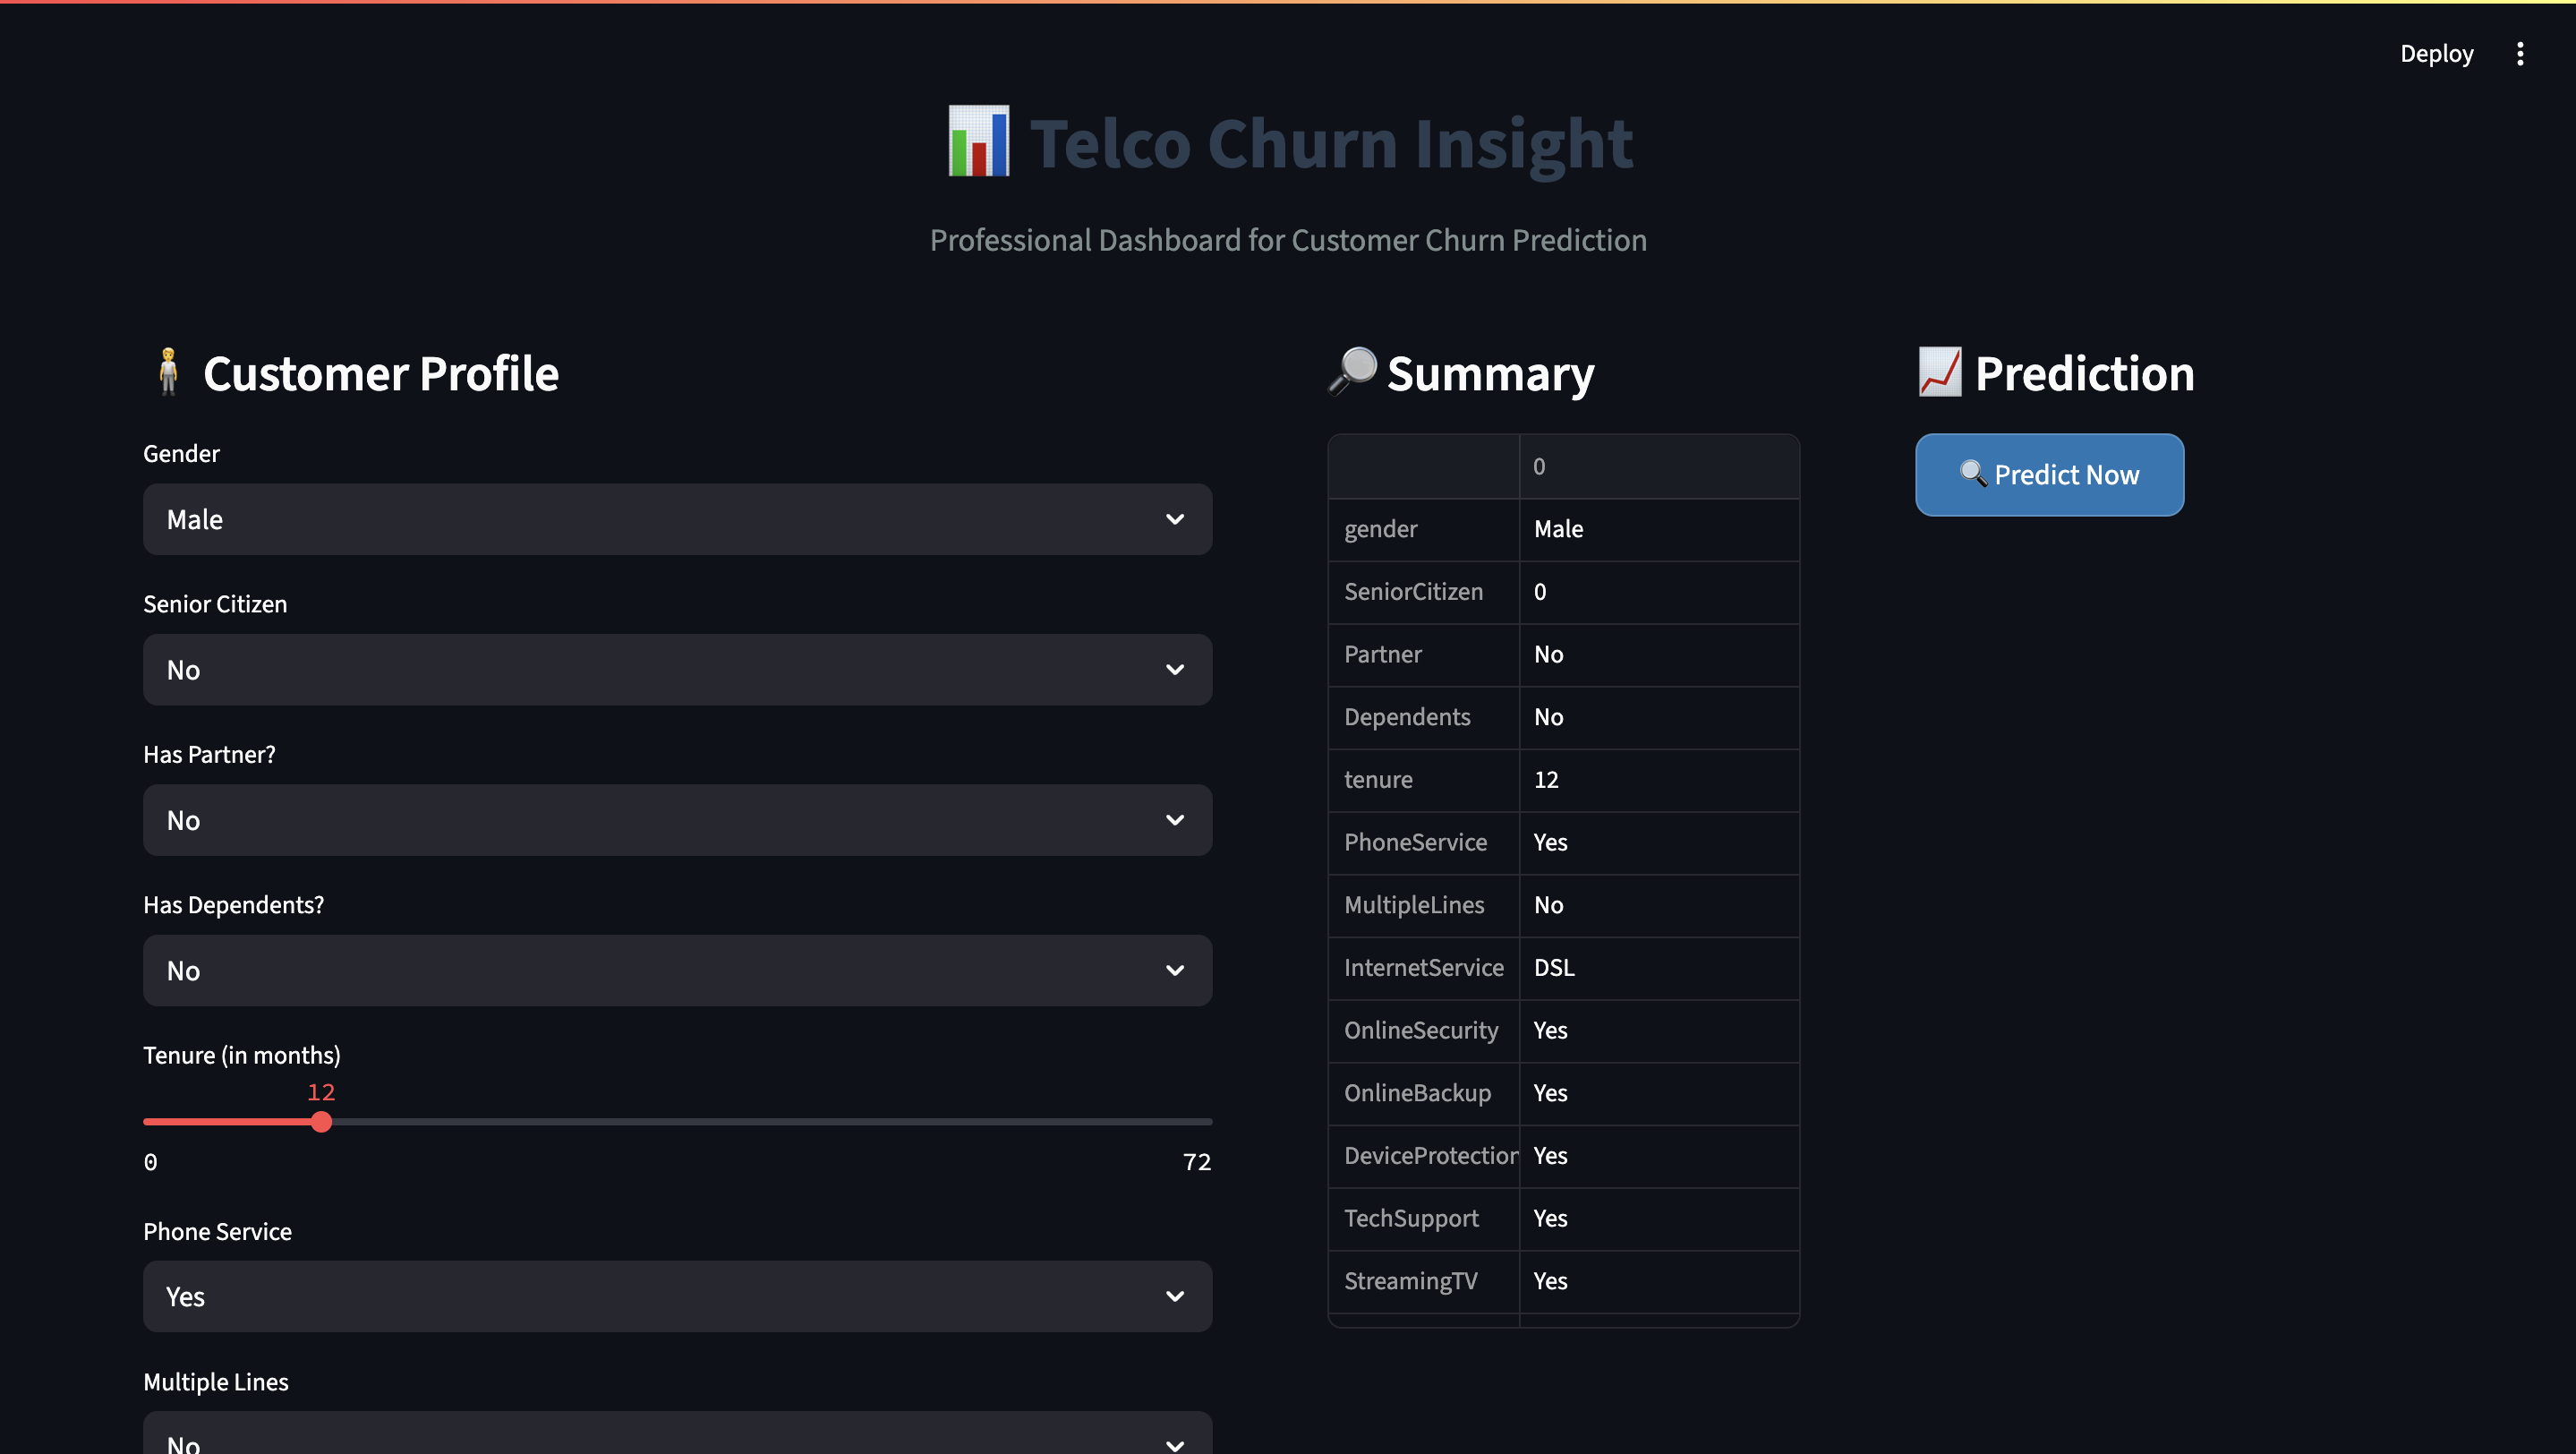 Deploy
Telco Churn Insight
Professional Dashboard for Customer Churn Prediction
Customer Profile
Gender
Male
Senior Citizen
No
Has Partner?
No
Has Dependents?
No
Tenure (in months)
12
0 72
Phone Service
Yes
Multiple Lines
No
Summary
0
gender Male
SeniorCitizen 0
Partner No
Dependents No
tenure 12
PhoneService Yes
MultipleLines No
InternetService DSL
OnlineSecurity Yes
OnlineBackup Yes
DeviceProtection Yes
TechSupport Yes
StreamingTV Yes
Prediction
Predict Now